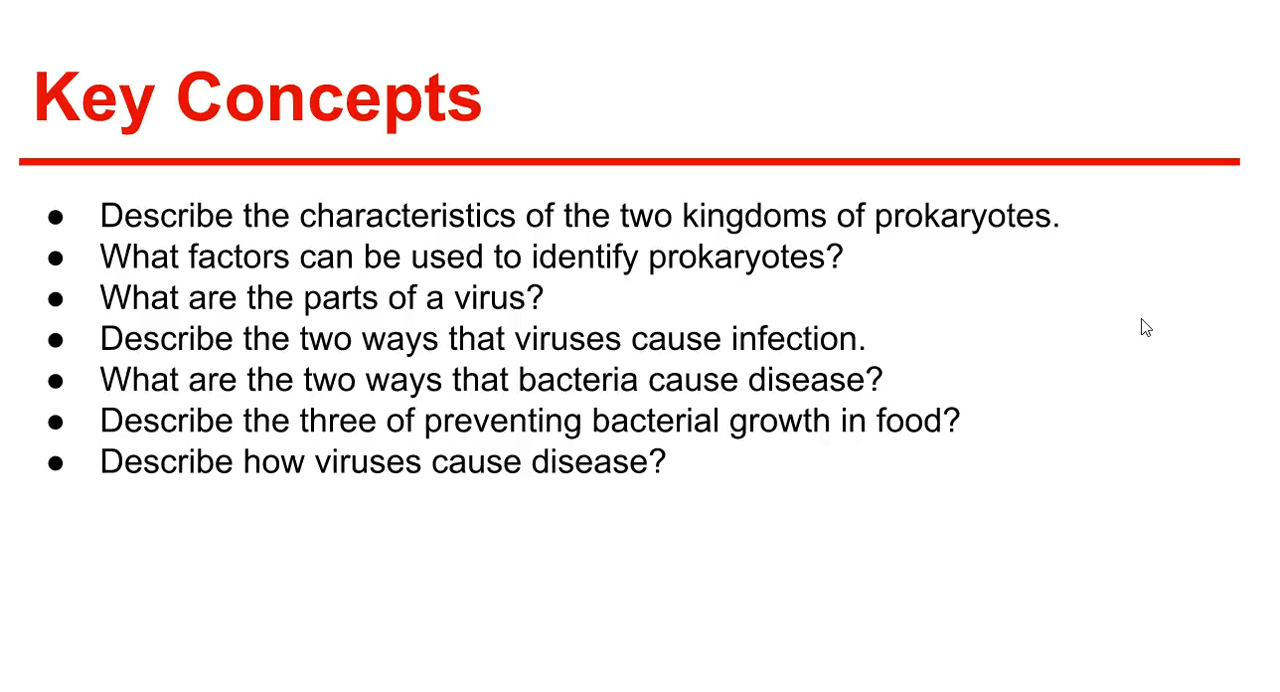 Key Concepts
● Describe the characteristics of the two kingdoms of prokaryotes.
● What factors can be used to identify prokaryotes?
● What are the parts of a virus?
● Describe the two ways that viruses cause infection.
● What are the two ways that bacteria cause disease?
● Describe the three of preventing bacterial growth in food?
● Describe how viruses cause disease?